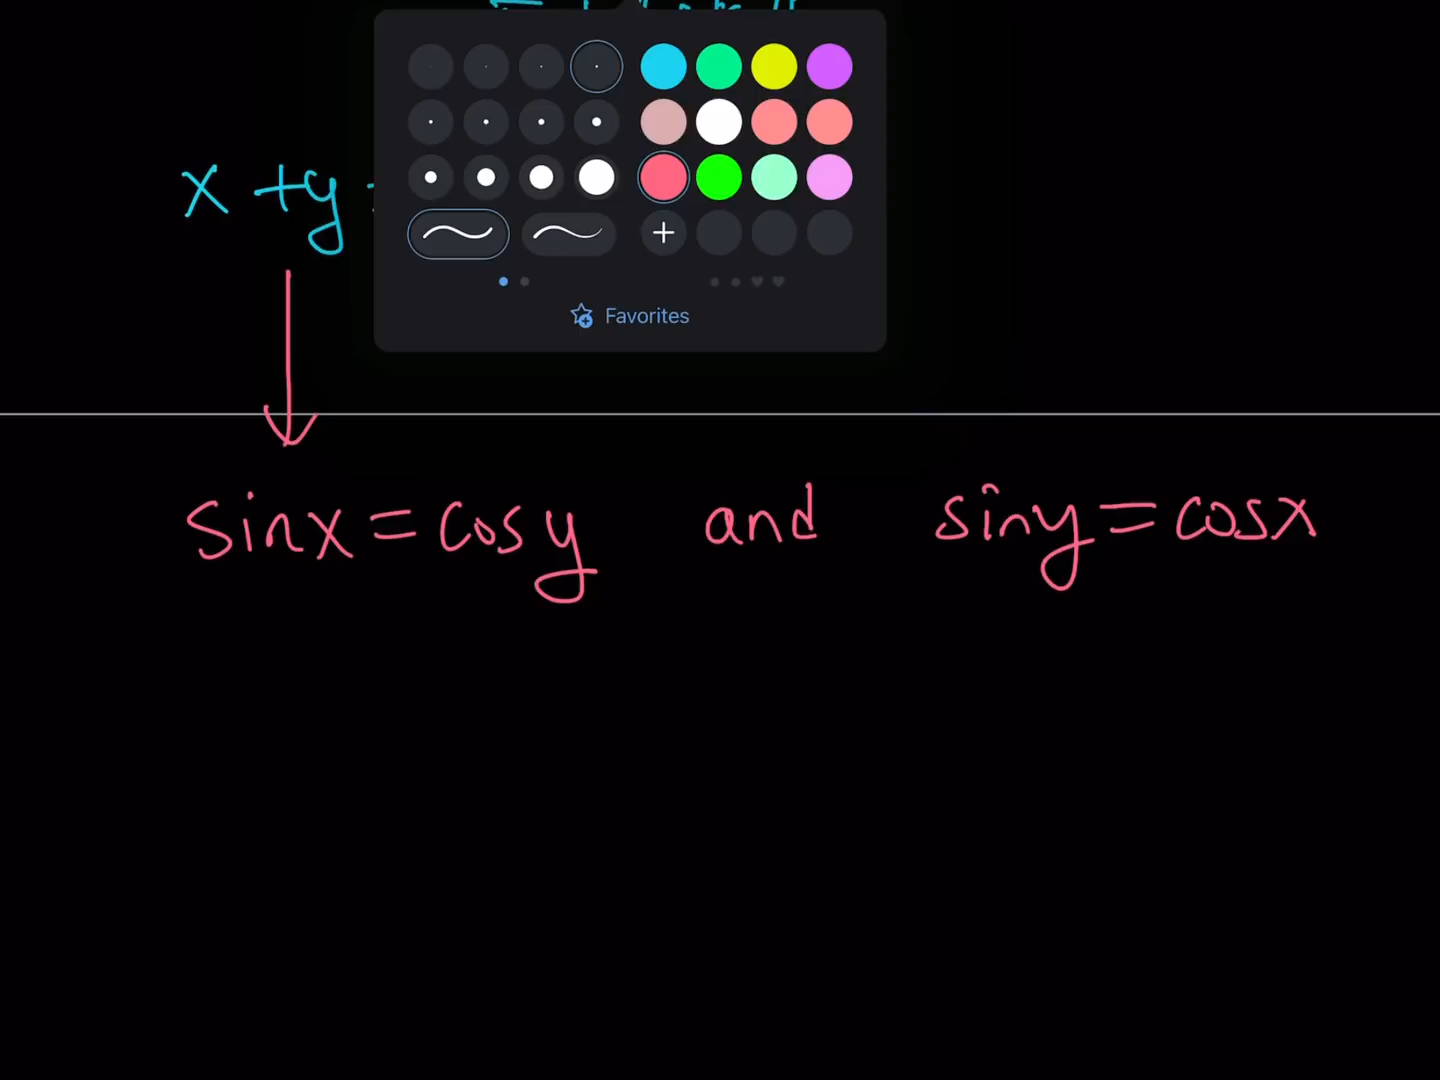 x + y
Favorites
sinx = cosy and siny = cosx